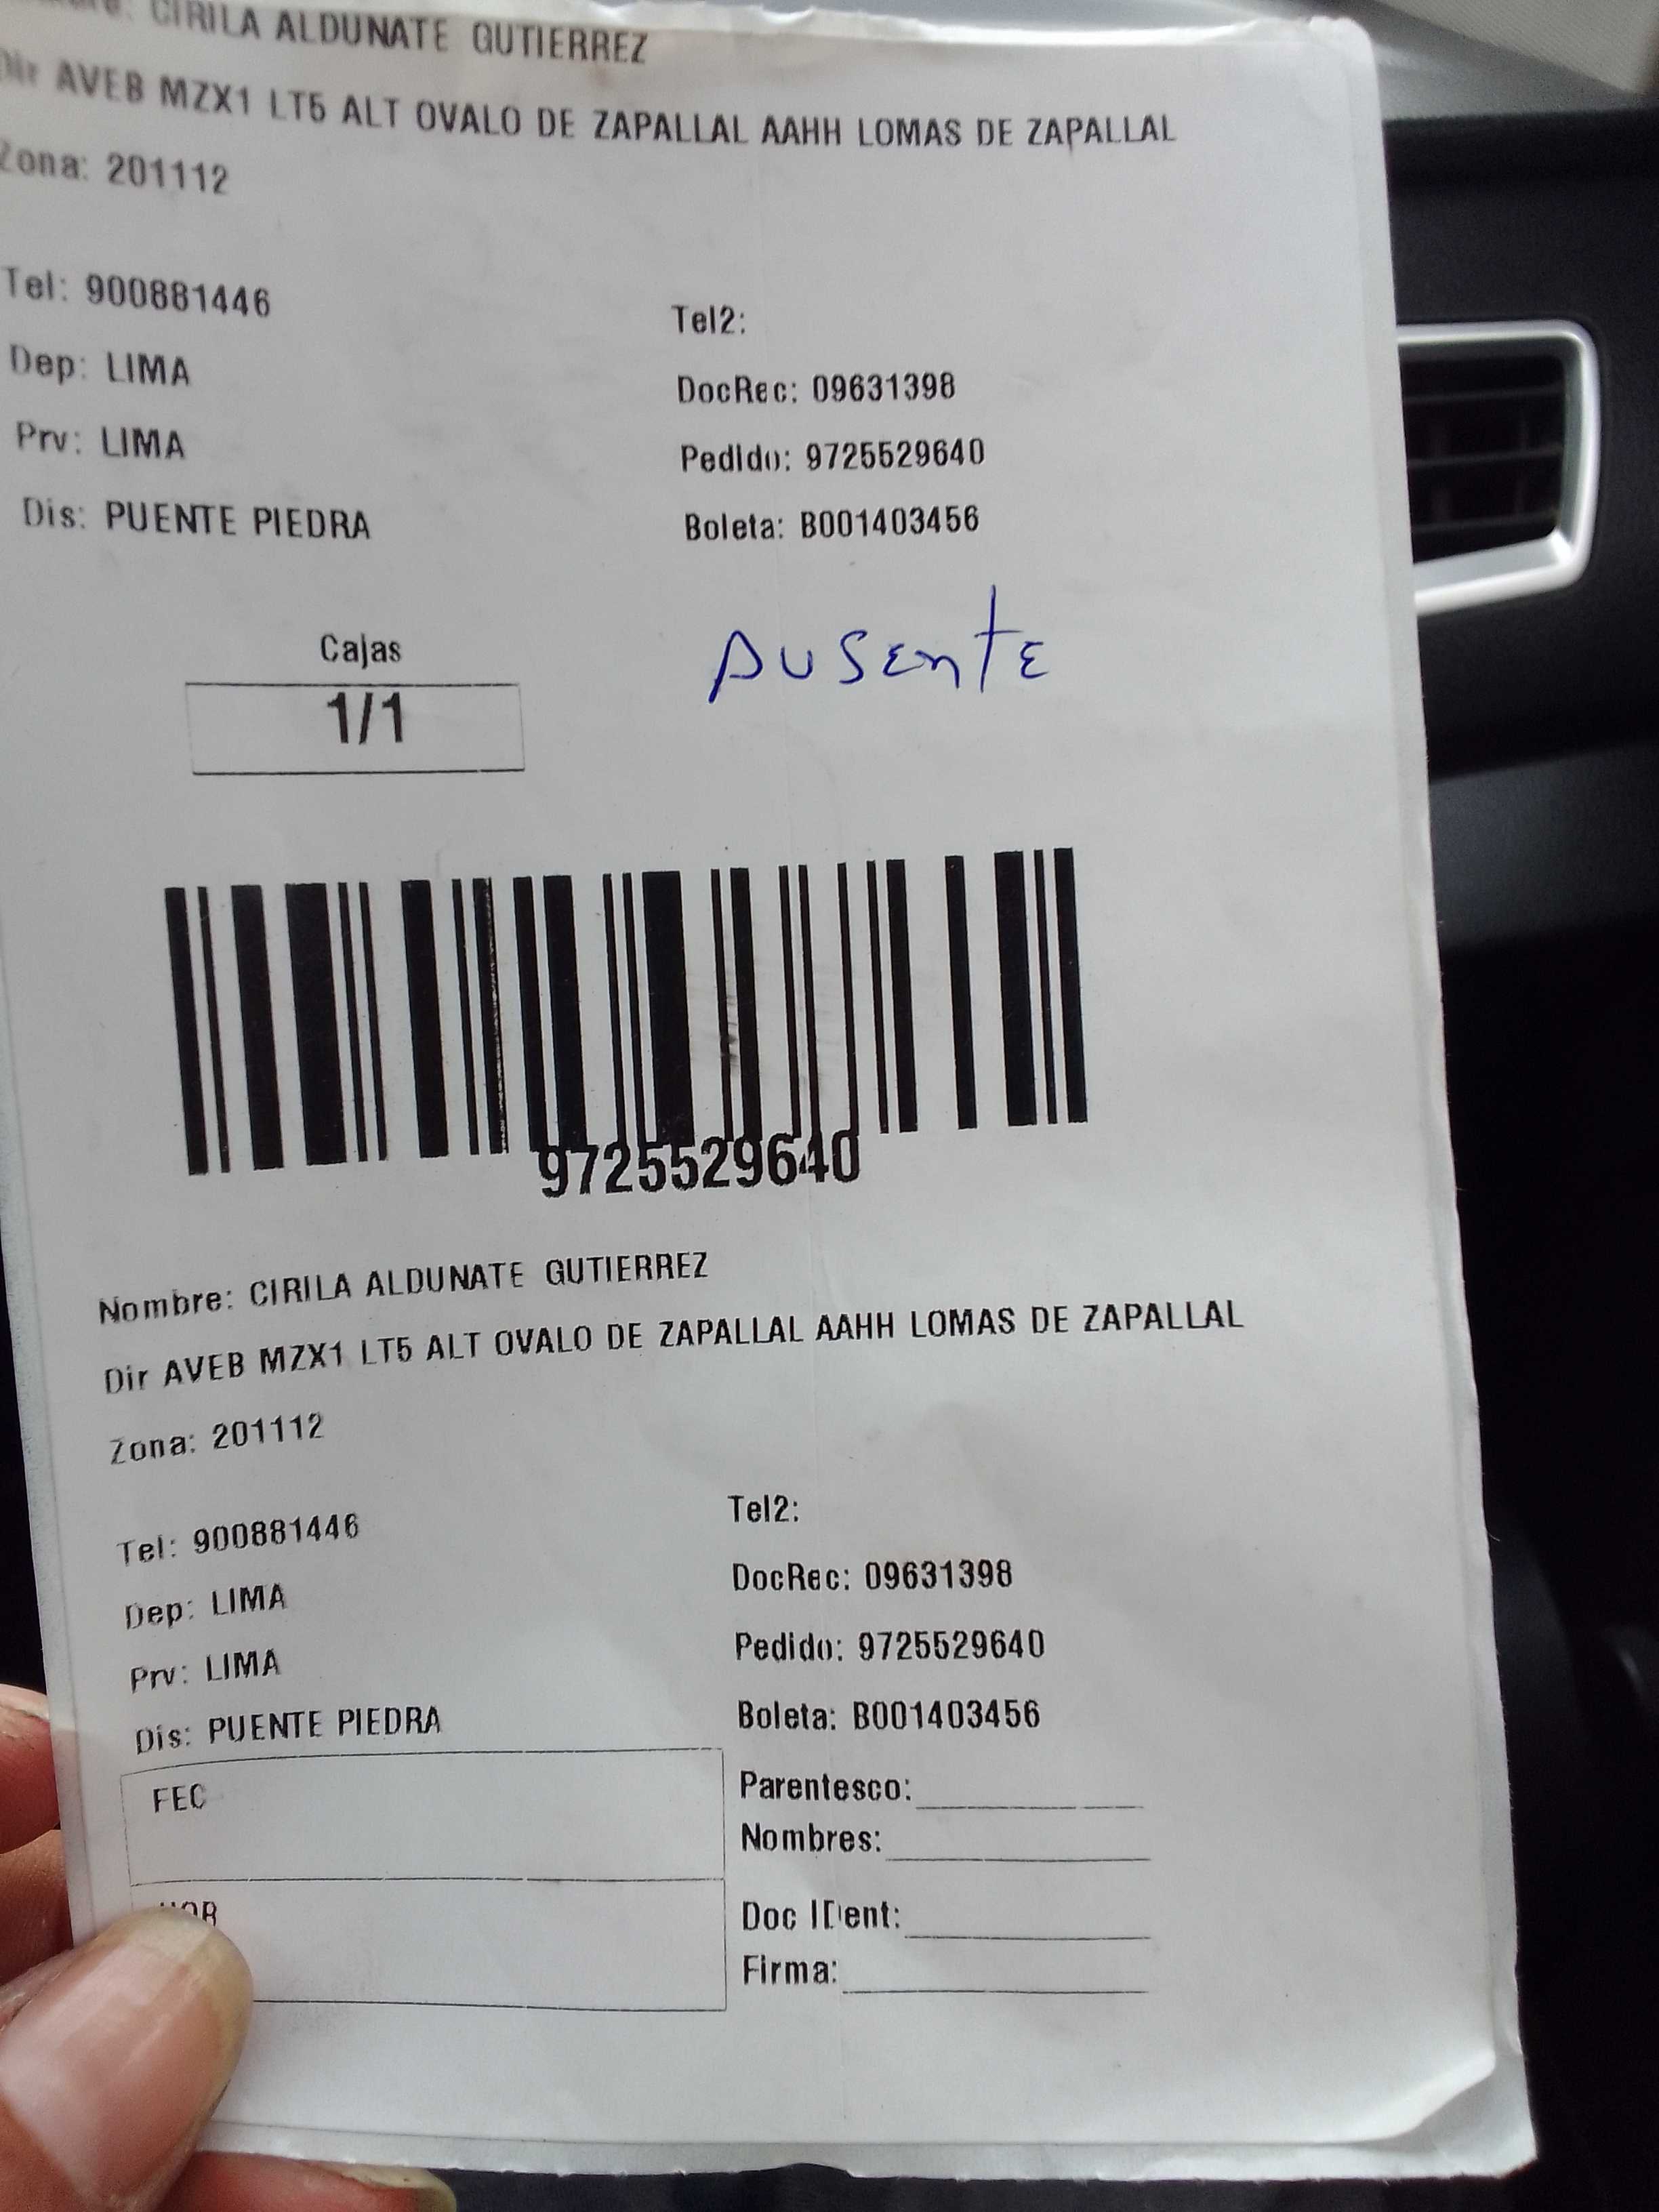 CIRILA ALDUNATE GUTIERREZ
Dir AVEB MZX1 LT5 ALT OVALO DE ZAPALLAL AAHH LOMAS DE ZAPALLAL
Zona: 201112
Tel: 900881446
Tel2:
Dep: LIMA
DocRec: 09631398
Prv: LIMA
Pedido: 9725529640
Dis: PUENTE PIEDRA
Boleta: B001403456
Cajas
1/1
AUSENTE
9725529640
Nombre: CIRILA ALDUNATE GUTIERREZ
Dir AVEB MZX1 LT5 ALT OVALO DE ZAPALLAL AAHH LOMAS DE ZAPALLAL
Zona: 201112
Tel: 900881446
Tel2:
Dep: LIMA
DocRec: 09631398
Prv: LIMA
Pedido: 9725529640
Dis: PUENTE PIEDRA
Boleta: B001403456
FEC
Parentesco:
Nombres:
Doc IDent:
Firma: